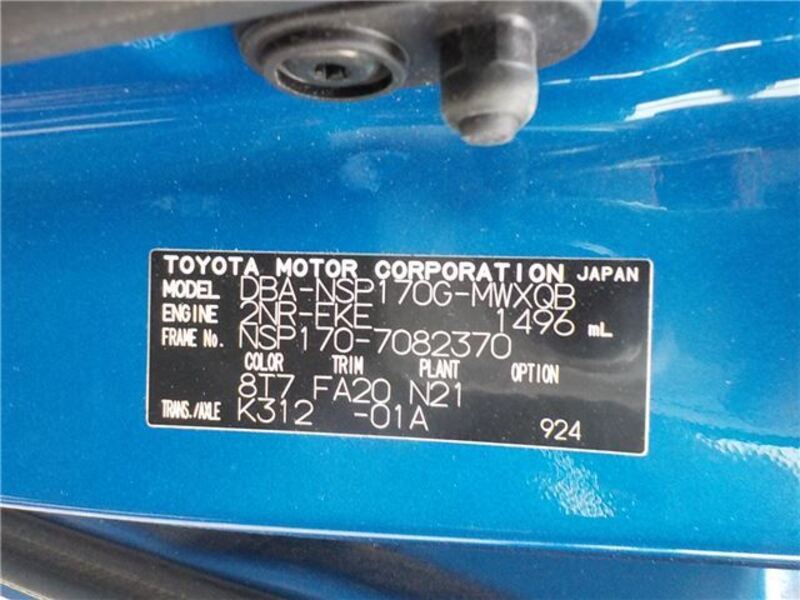 TOYOTA MOTOR CORPORATION JAPAN
MODEL DBA-NSP170G-MWXQB
ENGINE 2NR-FKE 1496 mL
FRAME No. NSP170-7082370
COLOR TRIM PLANT OPTION
8T7 FA20 N21
TRANS./AXLE K312 -01A
924